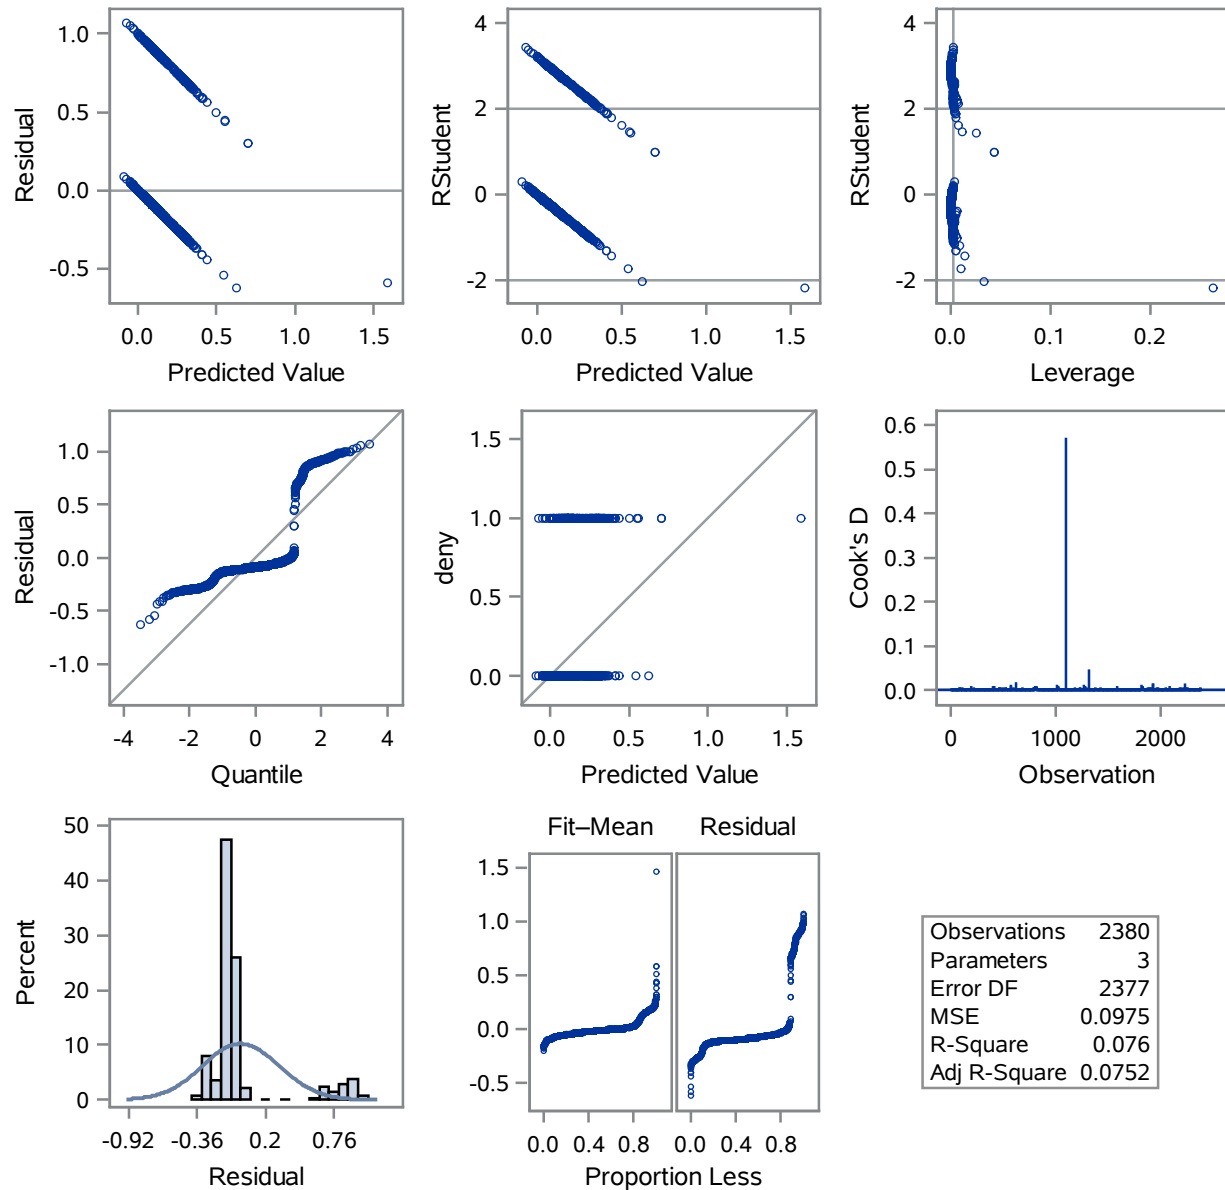 1.0
0.5
0.0
-0.5
Residual
0.0 0.5 1.0 1.5
Predicted Value
4
2
0
-2
RStudent
0.0 0.5 1.0 1.5
Predicted Value
4
2
0
-2
RStudent
0.0 0.1 0.2
Leverage
1.0
0.5
0.0
-0.5
-1.0
Residual
-4 -2 0 2 4
Quantile
1.5
1.0
0.5
0.0
deny
0.0 0.5 1.0 1.5
Predicted Value
0.6
0.5
0.4
0.3
0.2
0.1
0.0
Cook's D
0 1000 2000
Observation
50
40
30
20
10
0
Percent
-0.92 -0.36 0.2 0.76
Residual
Fit–Mean Residual
1.5
1.0
0.5
0.0
-0.5
0.0 0.4 0.8 0.0 0.4 0.8
Proportion Less
Observations 2380
Parameters 3
Error DF 2377
MSE 0.0975
R-Square 0.076
Adj R-Square 0.0752